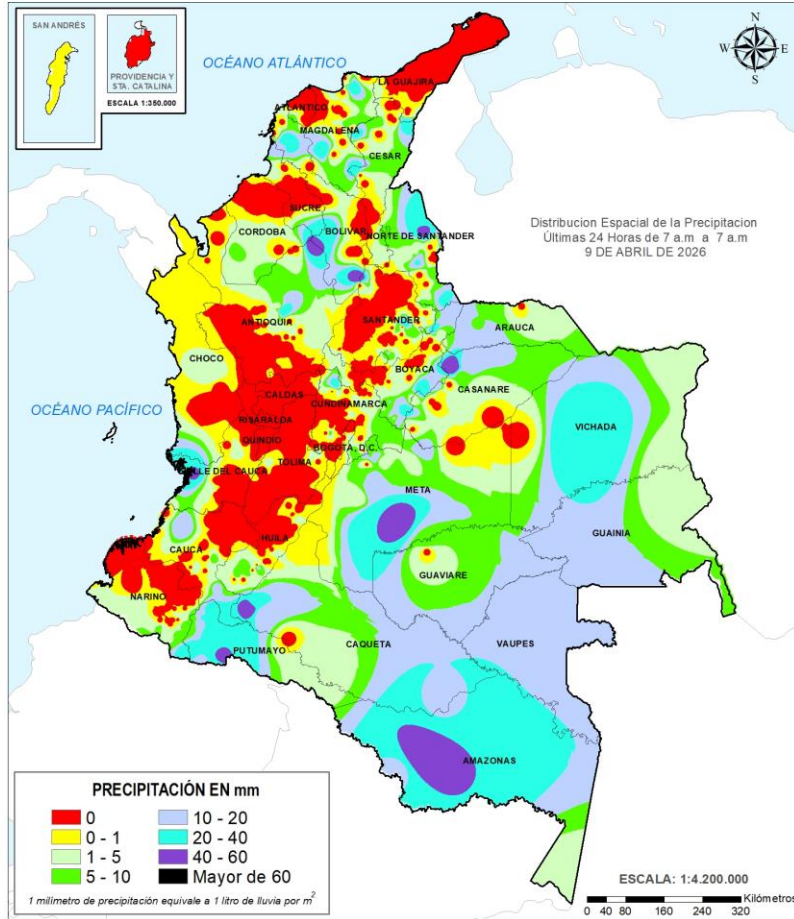 SAN ANDRÉS
PROVIDENCIA Y
STA. CATALINA
ESCALA 1:350.000
OCÉANO ATLÁNTICO
N
W
E
S
LA GUAJIRA
ATLANTICO
MAGDALENA
CESAR
SUCRE
CORDOBA
BOLIVAR
NORTE DE SANTANDER
Distribucion Espacial de la Precipitacion
Últimas 24 Horas de 7 a.m a 7 a.m
9 DE ABRIL DE 2026
ANTIOQUIA
SANTANDER
ARAUCA
CHOCO
BOYACA
CASANARE
CALDAS
CUNDINAMARCA
OCÉANO PACÍFICO
RISARALDA
VICHADA
QUINDIO
BOGOTA, D.C.
TOLIMA
VALLE DEL CAUCA
META
GUAINIA
HUILA
CAUCA
GUAVIARE
NARIÑO
CAQUETA
VAUPES
PUTUMAYO
AMAZONAS
PRECIPITACIÓN EN mm
0
0 - 1
1 - 5
5 - 10
10 - 20
20 - 40
40 - 60
Mayor de 60
1 milímetro de precipitación equivale a 1 litro de lluvia por m²
ESCALA: 1:4.200.000
Kilómetros
0 40 80 160 240 320